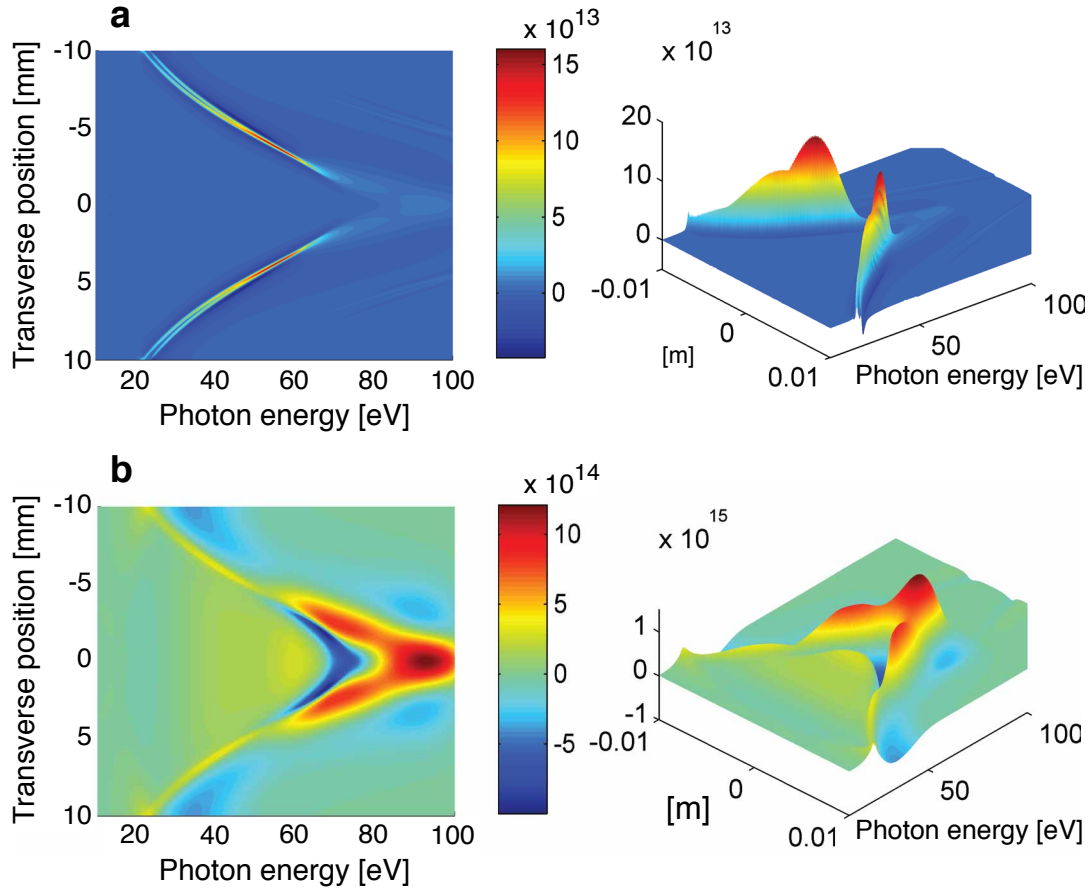 a
x 10^13
Transverse position [mm]
-10
-5
0
5
10
20 40 60 80 100
Photon energy [eV]
15
10
5
0
x 10^13
20
10
0
-0.01
0
0.01
[m]
50
100
Photon energy [eV]
b
x 10^14
Transverse position [mm]
-10
-5
0
5
10
20 40 60 80 100
Photon energy [eV]
10
5
0
-5
x 10^15
1
0
-1
-0.01
0
0.01
[m]
50
100
Photon energy [eV]